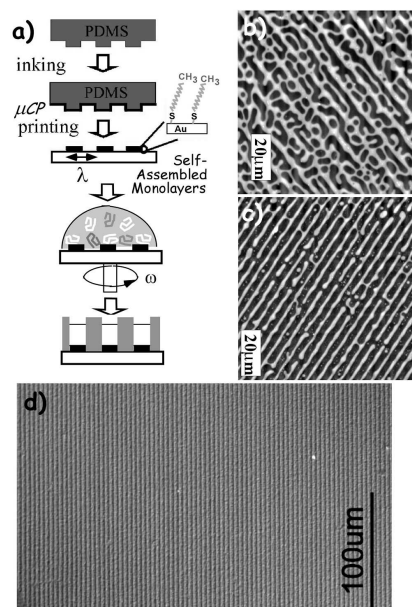 a)
PDMS
inking
PDMS
μCP
printing
CH3 CH3
S S
Au
λ
Self-
Assembled
Monolayers
ω
b)
20μm
c)
20μm
d)
100um